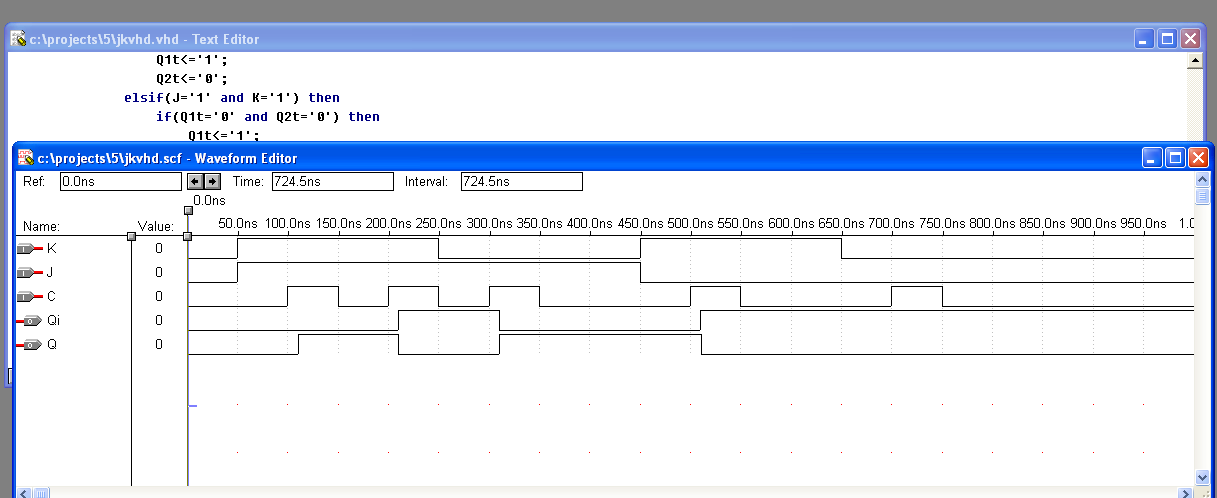 c:\projects\5\jkvhd.vhd - Text Editor
Q1t<='1';
Q2t<='0';
elsif(J='1' and K='1') then
if(Q1t='0' and Q2t='0') then
Q1t<='1';
c:\projects\5\jkvhd.scf - Waveform Editor
Ref: 0.0ns Time: 724.5ns Interval: 724.5ns
0.0ns
Name: Value: 50.0ns 100.0ns 150.0ns 200.0ns 250.0ns 300.0ns 350.0ns 400.0ns 450.0ns 500.0ns 550.0ns 600.0ns 650.0ns 700.0ns 750.0ns 800.0ns 850.0ns 900.0ns 950.0ns 1.0
K 0
J 0
C 0
Qi 0
Q 0